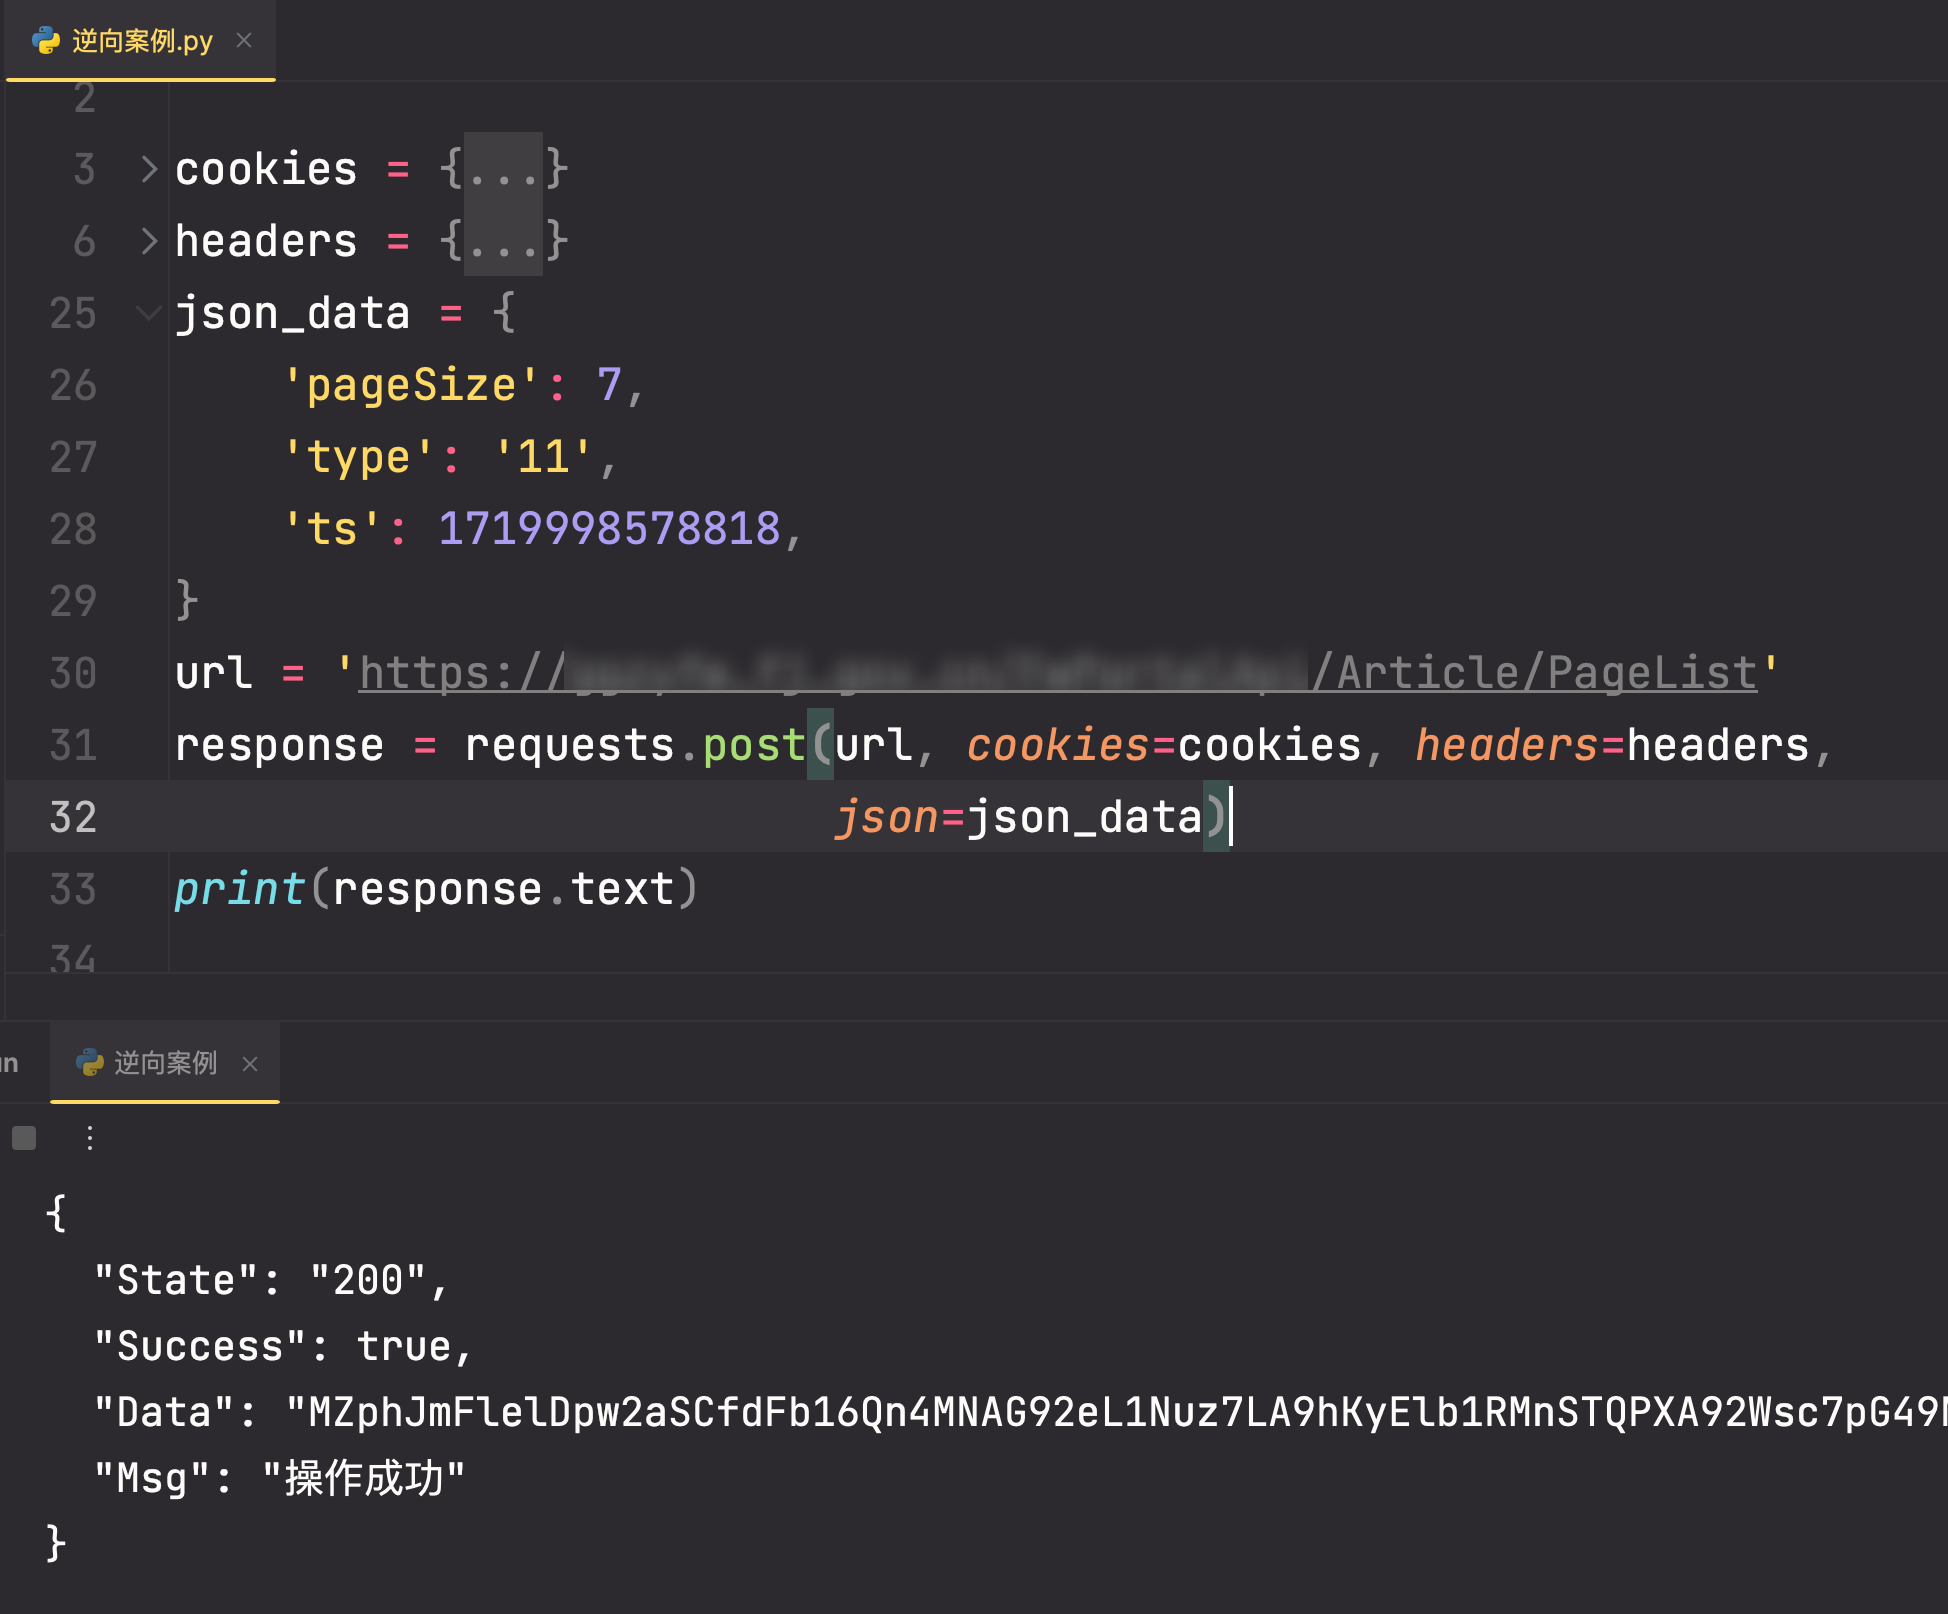 逆向案例.py
2
3 cookies = {...}
6 headers = {...}
25 json_data = {
26 'pageSize': 7,
27 'type': '11',
28 'ts': 1719998578818,
29 }
30 url = 'https:///Article/PageList'
31 response = requests.post(url, cookies=cookies, headers=headers,
32 json=json_data)
33 print(response.text)
34
逆向案例
{
"State": "200",
"Success": true,
"Data": "MZphJmFlelDpw2aSCfdFb16Qn4MNAG92eL1Nuz7LA9hKyElb1RMnSTQPXA92Wsc7pG49
"Msg": "操作成功"
}